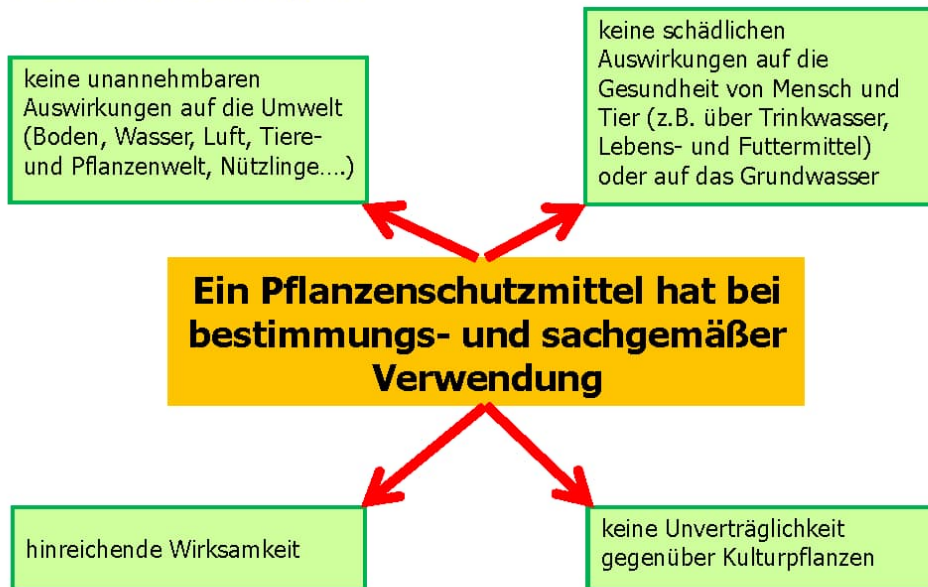 keine unannehmbaren
Auswirkungen auf die Umwelt
(Boden, Wasser, Luft, Tiere-
und Pflanzenwelt, Nützlinge....)
keine schädlichen
Auswirkungen auf die
Gesundheit von Mensch und
Tier (z.B. über Trinkwasser,
Lebens- und Futtermittel)
oder auf das Grundwasser
Ein Pflanzenschutzmittel hat bei
bestimmungs- und sachgemäßer
Verwendung
hinreichende Wirksamkeit
keine Unverträglichkeit
gegenüber Kulturpflanzen